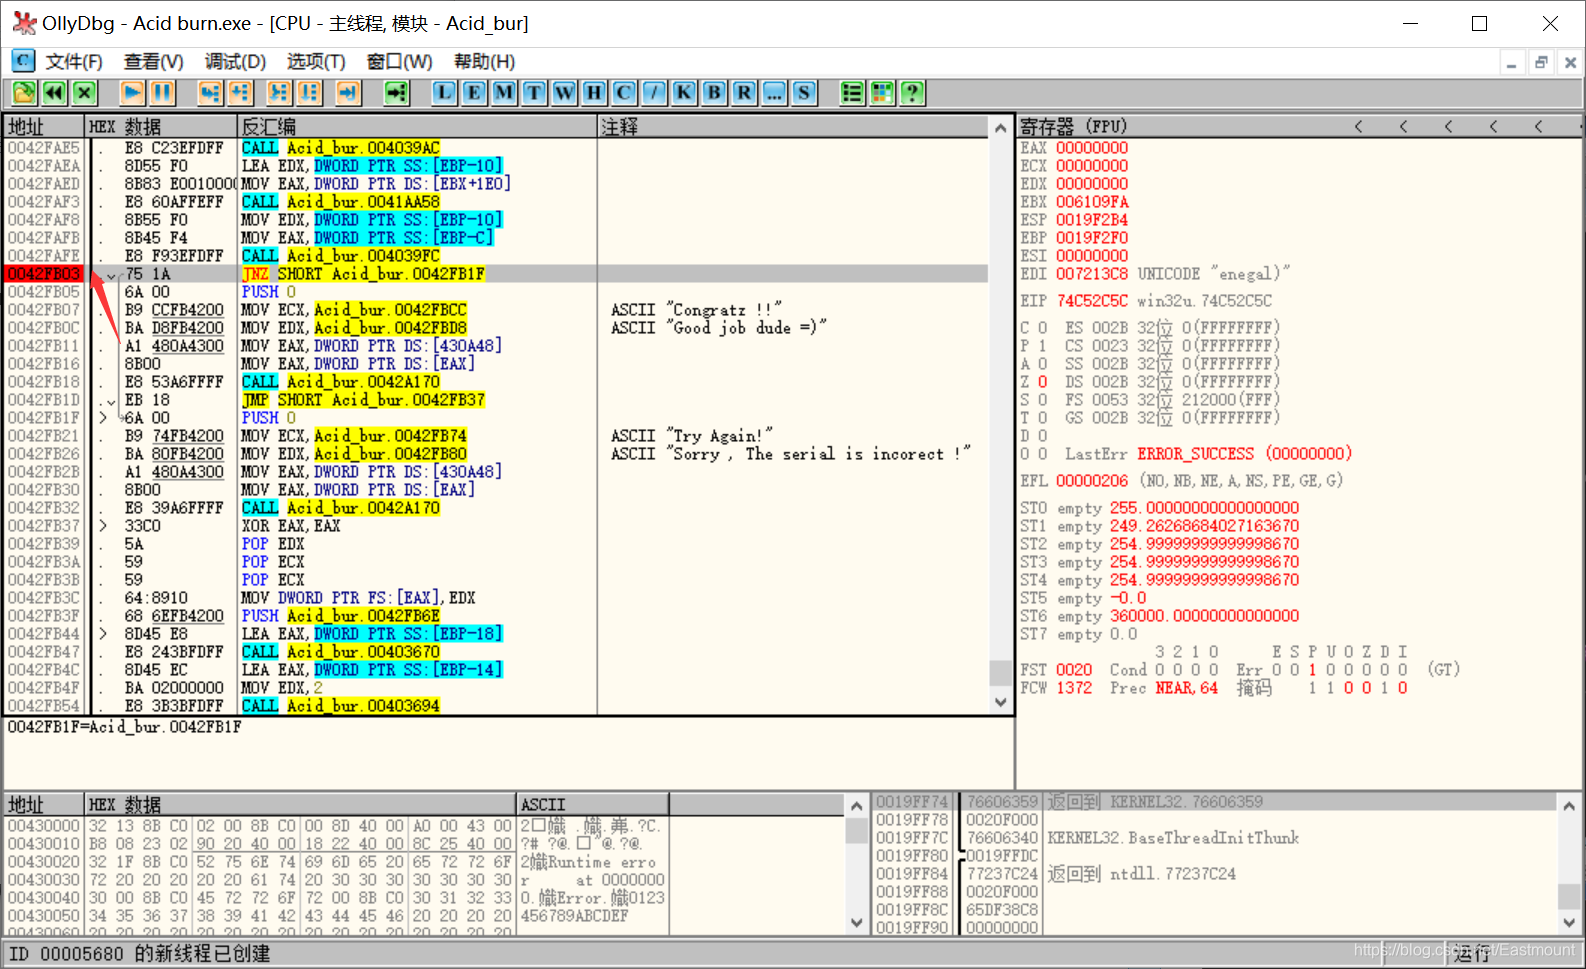 OllyDbg - Acid burn.exe - [CPU - 主线程, 模块 - Acid_bur]
C 文件(F) 查看(V) 调试(D) 选项(T) 窗口(W) 帮助(H)
L E M T W H C / K B R ... S ?
地址 HEX 数据 反汇编 注释
0042FAE5 . E8 C23EFDFF CALL Acid_bur.004039AC
0042FAEA . 8D55 F0 LEA EDX,DWORD PTR SS:[EBP-10]
0042FAED . 8B83 E0010000 MOV EAX,DWORD PTR DS:[EBX+1E0]
0042FAF3 . E8 60AFFEFF CALL Acid_bur.0041AA58
0042FAF8 . 8B55 F0 MOV EDX,DWORD PTR SS:[EBP-10]
0042FAFB . 8B45 F4 MOV EAX,DWORD PTR SS:[EBP-C]
0042FAFE . E8 F93EFDFF CALL Acid_bur.004039FC
0042FB03 . 75 1A JNZ SHORT Acid_bur.0042FB1F
0042FB05 . 6A 00 PUSH 0
0042FB07 . B9 CCFB4200 MOV ECX,Acid_bur.0042FBCC ASCII "Congratz !!"
0042FB0C . BA D8FB4200 MOV EDX,Acid_bur.0042FBD8 ASCII "Good job dude =)"
0042FB11 . A1 480A4300 MOV EAX,DWORD PTR DS:[430A48]
0042FB16 . 8B00 MOV EAX,DWORD PTR DS:[EAX]
0042FB18 . E8 53A6FFFF CALL Acid_bur.0042A170
0042FB1D . EB 18 JMP SHORT Acid_bur.0042FB37
0042FB1F > 6A 00 PUSH 0
0042FB21 . B9 74FB4200 MOV ECX,Acid_bur.0042FB74 ASCII "Try Again!"
0042FB26 . BA 80FB4200 MOV EDX,Acid_bur.0042FB80 ASCII "Sorry , The serial is incorect !"
0042FB2B . A1 480A4300 MOV EAX,DWORD PTR DS:[430A48]
0042FB30 . 8B00 MOV EAX,DWORD PTR DS:[EAX]
0042FB32 . E8 39A6FFFF CALL Acid_bur.0042A170
0042FB37 > 33C0 XOR EAX,EAX
0042FB39 . 5A POP EDX
0042FB3A . 59 POP ECX
0042FB3B . 59 POP ECX
0042FB3C . 64:8910 MOV DWORD PTR FS:[EAX],EDX
0042FB3F . 68 6EFB4200 PUSH Acid_bur.0042FB6E
0042FB44 > 8D45 E8 LEA EAX,DWORD PTR SS:[EBP-18]
0042FB47 . E8 243BFDFF CALL Acid_bur.00403670
0042FB4C . 8D45 EC LEA EAX,DWORD PTR SS:[EBP-14]
0042FB4F . BA 02000000 MOV EDX,2
0042FB54 . E8 3B3BFDFF CALL Acid_bur.00403694
0042FB1F=Acid_bur.0042FB1F
寄存器 (FPU) < < < < <
EAX 00000000
ECX 00000000
EDX 00000000
EBX 006109FA
ESP 0019F2B4
EBP 0019F2F0
ESI 00000000
EDI 007213C8 UNICODE "enegal)"
EIP 74C52C5C win32u.74C52C5C
C 0 ES 002B 32位 0(FFFFFFFF)
P 1 CS 0023 32位 0(FFFFFFFF)
A 0 SS 002B 32位 0(FFFFFFFF)
Z 0 DS 002B 32位 0(FFFFFFFF)
S 0 FS 0053 32位 212000(FFF)
T 0 GS 002B 32位 0(FFFFFFFF)
D 0
O 0 LastErr ERROR_SUCCESS (00000000)
EFL 00000206 (NO,NB,NE,A,NS,PE,GE,G)
ST0 empty 255.00000000000000000
ST1 empty 249.26268684027163670
ST2 empty 254.99999999999998670
ST3 empty 254.99999999999998670
ST4 empty 254.99999999999998670
ST5 empty -0.0
ST6 empty 360000.00000000000000
ST7 empty 0.0
3 2 1 0 E S P U O Z D I
FST 0020 Cond 0 0 0 0 Err 0 0 1 0 0 0 0 0 (GT)
FCW 1372 Prec NEAR,64 掩码 1 1 0 0 1 0
地址 HEX 数据 ASCII
00430000 32 13 8B C0 02 00 8B C0 00 8D 40 00 A0 00 43 00
00430010 B8 08 23 02 90 20 40 00 18 22 40 00 8C 25 40 00
00430020 32 1F 8B C0 52 75 6E 74 69 6D 65 20 65 72 72 6F Runtime erro
00430030 72 20 20 20 20 20 61 74 20 30 30 30 30 30 30 30 r at 0000000
00430040 30 00 8B C0 45 72 72 6F 72 00 8B C0 30 31 32 33 Error. 0123
00430050 34 35 36 37 38 39 41 42 43 44 45 46 20 20 20 20 456789ABCDEF
00430060 20 20 20 20 20 20 20 20 20 20 20 20 20 20 20 20
0019FF74 76606359 返回到 KERNEL32.76606359
0019FF78 0020F000
0019FF7C 76606340 KERNEL32.BaseThreadInitThunk
0019FF80 0019FFDC
0019FF84 77237C24 返回到 ntdll.77237C24
0019FF88 0020F000
0019FF8C 65DF38C8
0019FF90 00000000
ID 00005680 的新线程已创建
运行
https://blog.csdn.net/Eastmount